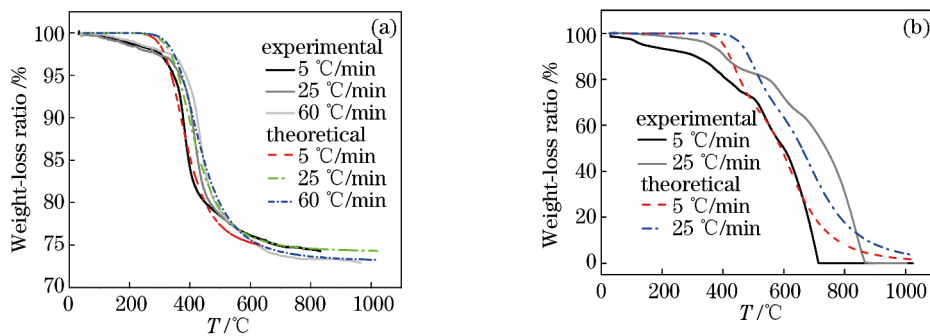 (a)
experimental
5 ℃/min
25 ℃/min
60 ℃/min
theoretical
5 ℃/min
25 ℃/min
60 ℃/min
Weight-loss ratio /%
100
95
90
85
80
75
70
0
200
400
600
800
1000
T /℃
(b)
experimental
5 ℃/min
25 ℃/min
theoretical
5 ℃/min
25 ℃/min
Weight-loss ratio /%
100
80
60
40
20
0
0
200
400
600
800
1000
T /℃